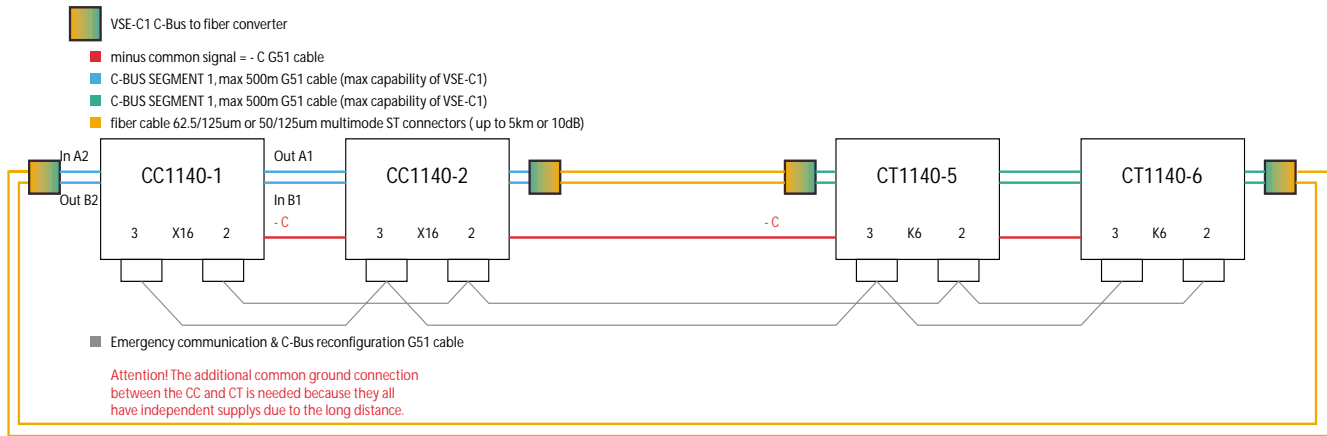 VSE-C1 C-Bus to fiber converter
minus common signal = - C G51 cable
C-BUS SEGMENT 1, max 500m G51 cable (max capability of VSE-C1)
C-BUS SEGMENT 1, max 500m G51 cable (max capability of VSE-C1)
fiber cable 62.5/125um or 50/125um multimode ST connectors ( up to 5km or 10dB)
In A2
Out B2
CC1140-1
3 X16 2
Out A1
In B1
- C
CC1140-2
3 X16 2
- C
CT1140-5
3 K6 2
CT1140-6
3 K6 2
Emergency communication & C-Bus reconfiguration G51 cable
Attention! The additional common ground connection
between the CC and CT is needed because they all
have independent supplys due to the long distance.